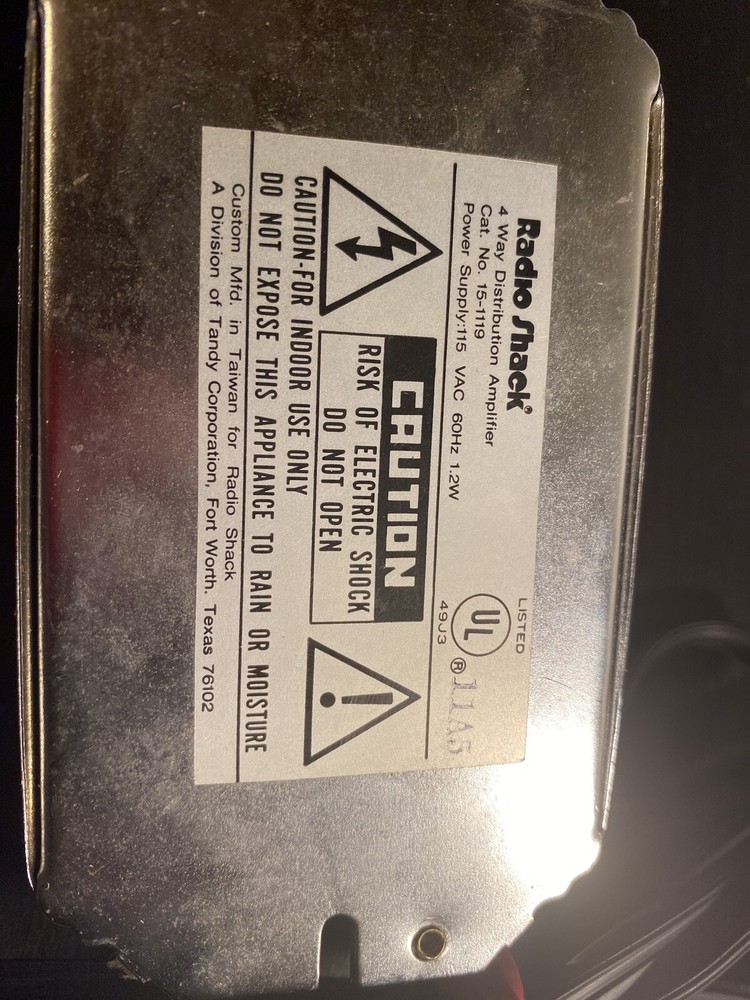 Radio Shack®
4 Way Distribution Amplifier
Cat. No. 15-1119
Power Supply:115 VAC 60Hz 1.2W
LISTED
UL ®
49J3
11A5
CAUTION
RISK OF ELECTRIC SHOCK
DO NOT OPEN
!
CAUTION-FOR INDOOR USE ONLY
DO NOT EXPOSE THIS APPLIANCE TO RAIN OR MOISTURE
Custom Mfd. in Taiwan for Radio Shack
A Division of Tandy Corporation, Fort Worth. Texas 76102